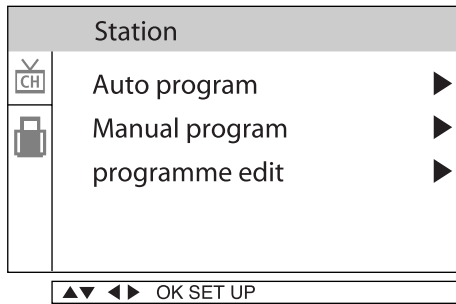 Station
CH
Auto program ▶
Manual program ▶
programme edit ▶
▲▼ ◀▶ OK SET UP